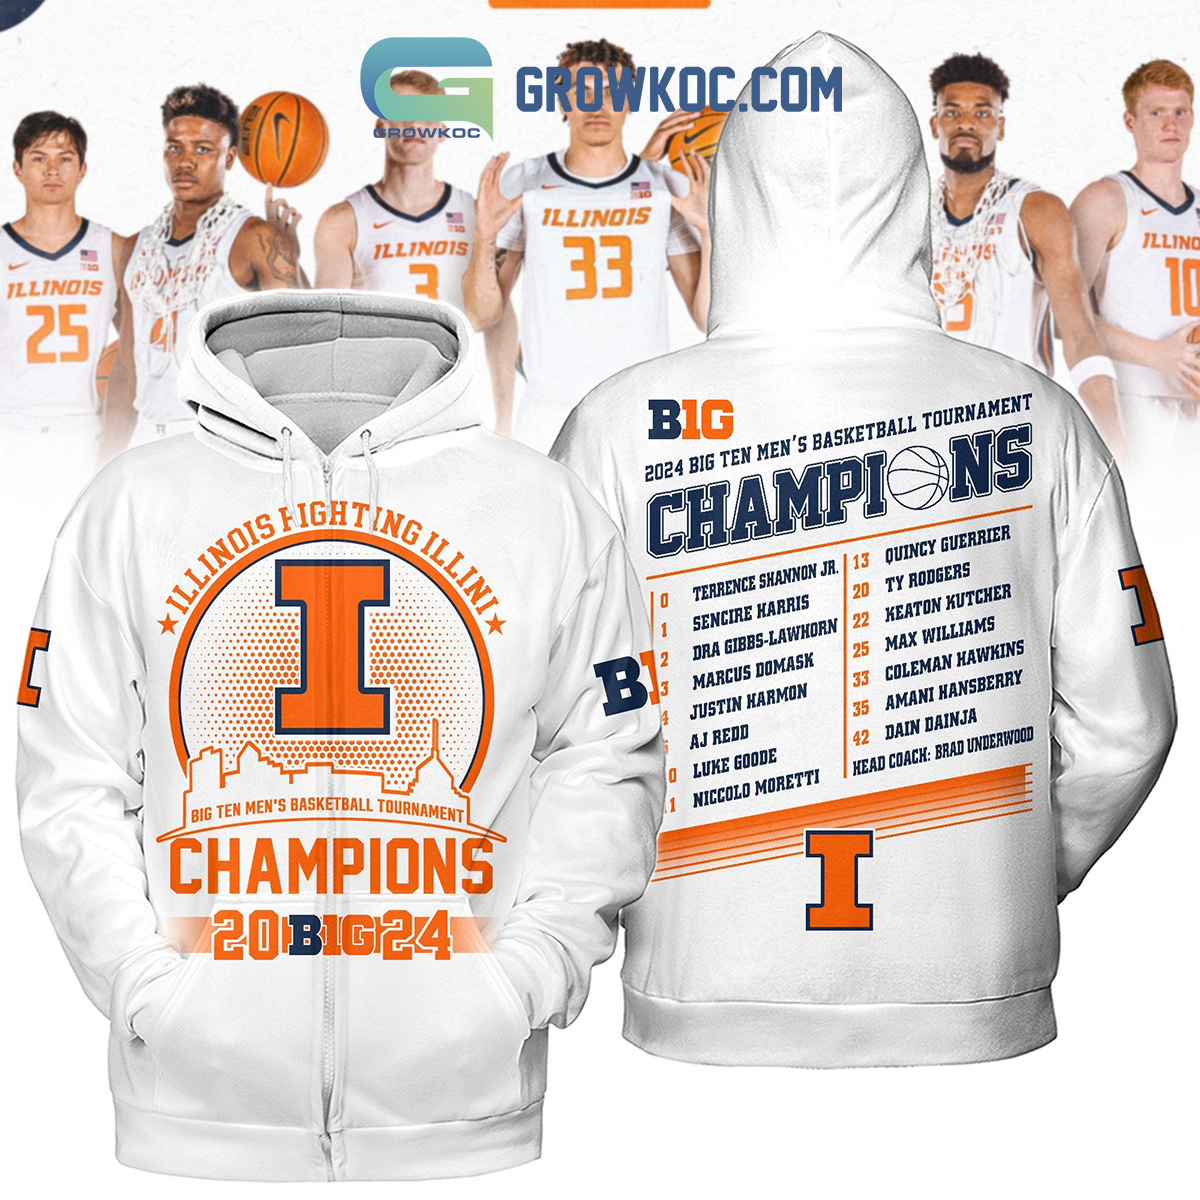 GROWKOC
GROWKOC.COM
ILLINOIS
25
ILLINOIS
3
ILLINOIS
33
10
B1G
2024 BIG TEN MEN'S BASKETBALL TOURNAMENT
CHAMPIONS
0 TERRENCE SHANNON JR.
1 SENCIRE HARRIS
2 DRA GIBBS-LAWHORN
3 MARCUS DOMASK
4 JUSTIN HARMON
AJ REDD
LUKE GOODE
NICCOLO MORETTI
13 QUINCY GUERRIER
20 TY RODGERS
22 KEATON KUTCHER
25 MAX WILLIAMS
33 COLEMAN HAWKINS
35 AMANI HANSBERRY
42 DAIN DAINJA
HEAD COACH: BRAD UNDERWOOD
I
I
ILLINOIS FIGHTING ILLINI
I
BIG TEN MEN'S BASKETBALL TOURNAMENT
CHAMPIONS
20 B1G 24
I
B1